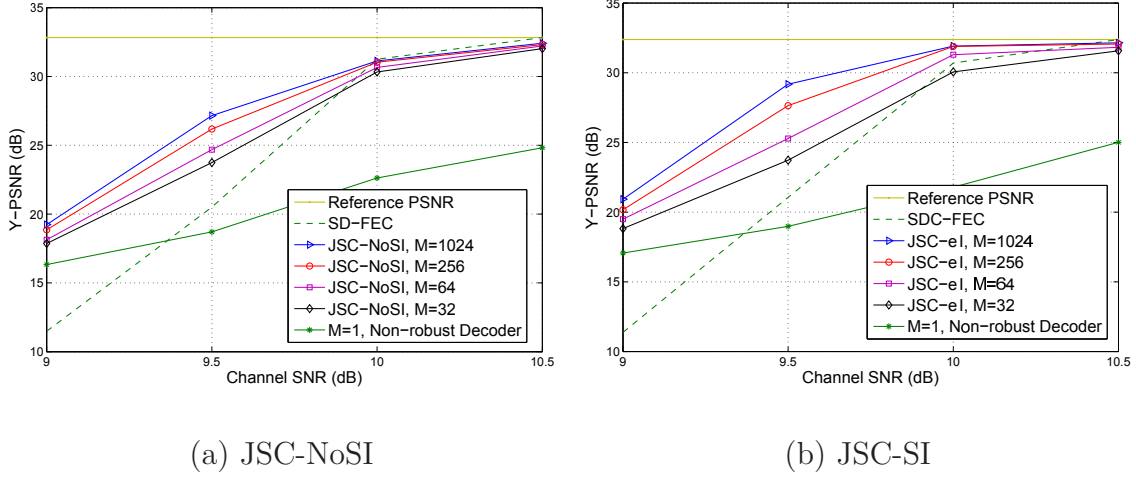 35
30
25
20
15
10
Y−PSNR (dB)
9
9.5
10
10.5
Channel SNR (dB)
Reference PSNR
SD−FEC
JSC−NoSI, M=1024
JSC−NoSI, M=256
JSC−NoSI, M=64
JSC−NoSI, M=32
M=1, Non−robust Decoder
(a) JSC-NoSI
35
30
25
20
15
10
Y−PSNR (dB)
9
9.5
10
10.5
Channel SNR (dB)
Reference PSNR
SDC−FEC
JSC−eI, M=1024
JSC−eI, M=256
JSC−eI, M=64
JSC−eI, M=32
M=1, Non−robust Decoder
(b) JSC-SI